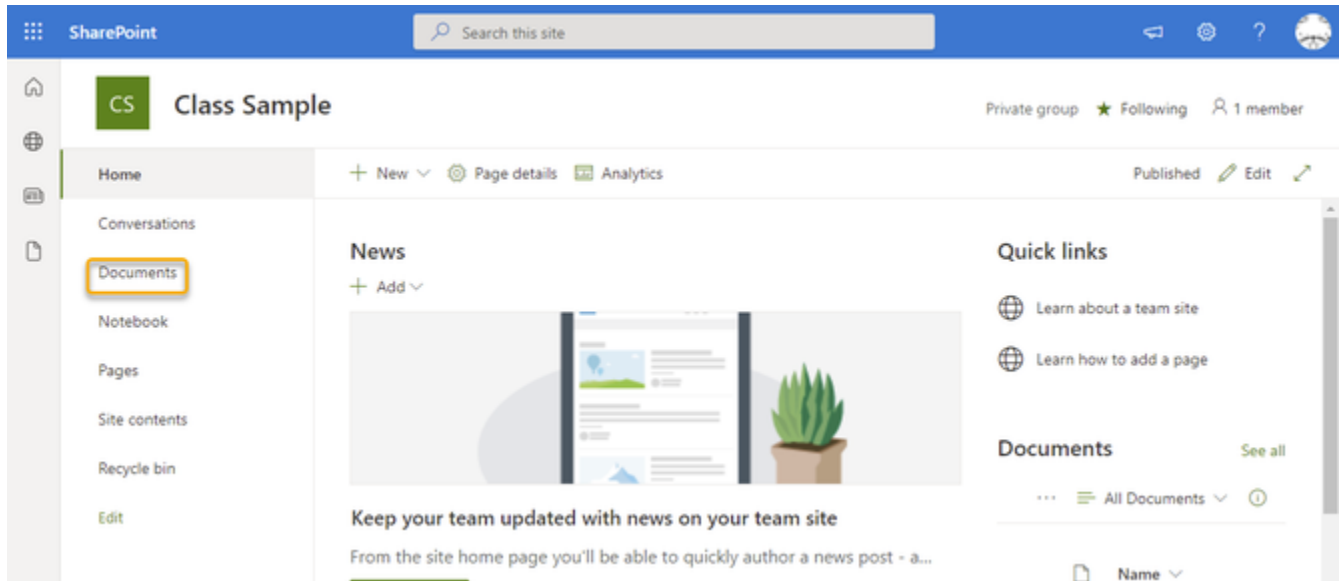 SharePoint
Search this site
?
CS
Class Sample
Private group
Following
1 member
Home
Conversations
Documents
Notebook
Pages
Site contents
Recycle bin
Edit
+ New
Page details
Analytics
Published
Edit
News
+ Add
Keep your team updated with news on your team site
From the site home page you'll be able to quickly author a news post - a...
Quick links
Learn about a team site
Learn how to add a page
Documents
See all
... All Documents
Name